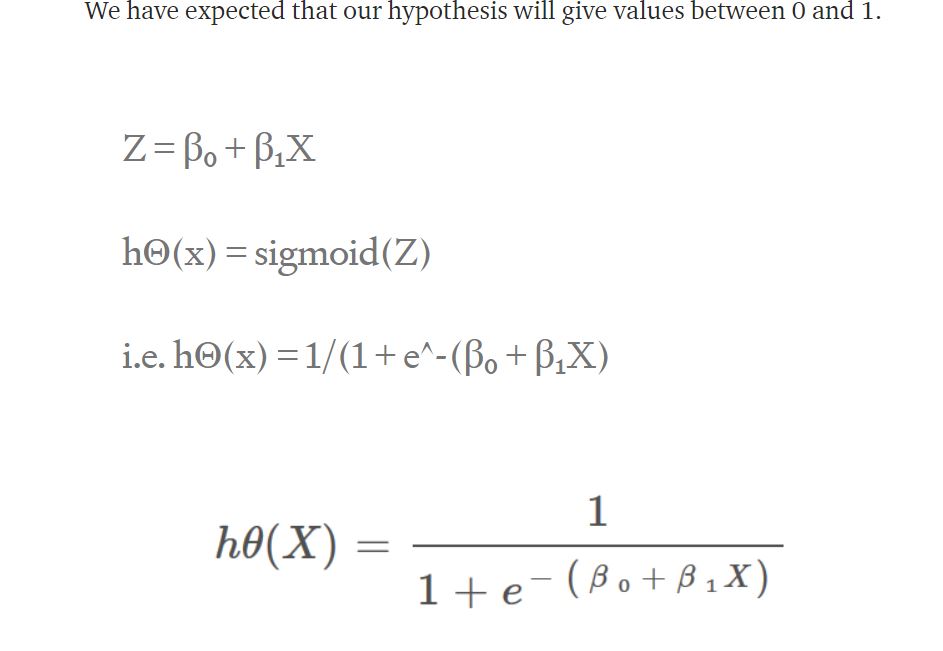 We have expected that our hypothesis will give values between 0 and 1.
Z = β₀ + β₁X
hΘ(x) = sigmoid(Z)
i.e. hΘ(x) = 1/(1 + e^-(β₀ + β₁X)
hθ(X) = 1 / 1 + e^-(β₀ + β₁X)